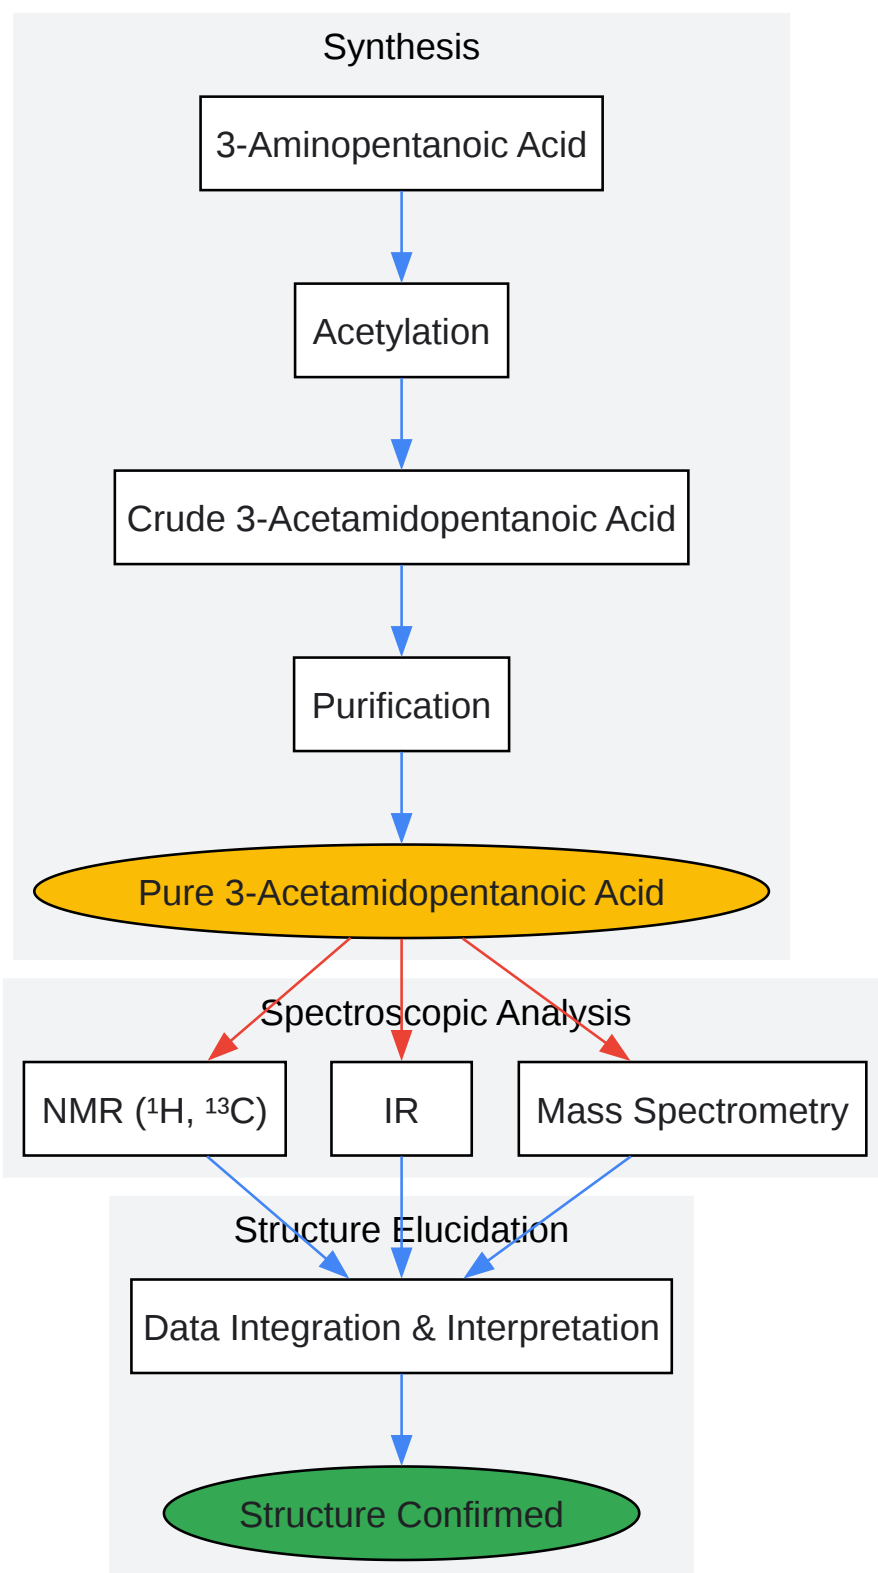 Synthesis
3-Aminopentanoic Acid
Acetylation
Crude 3-Acetamidopentanoic Acid
Purification
Pure 3-Acetamidopentanoic Acid
Spectroscopic Analysis
NMR (¹H, ¹³C)
IR
Mass Spectrometry
Structure Elucidation
Data Integration & Interpretation
Structure Confirmed